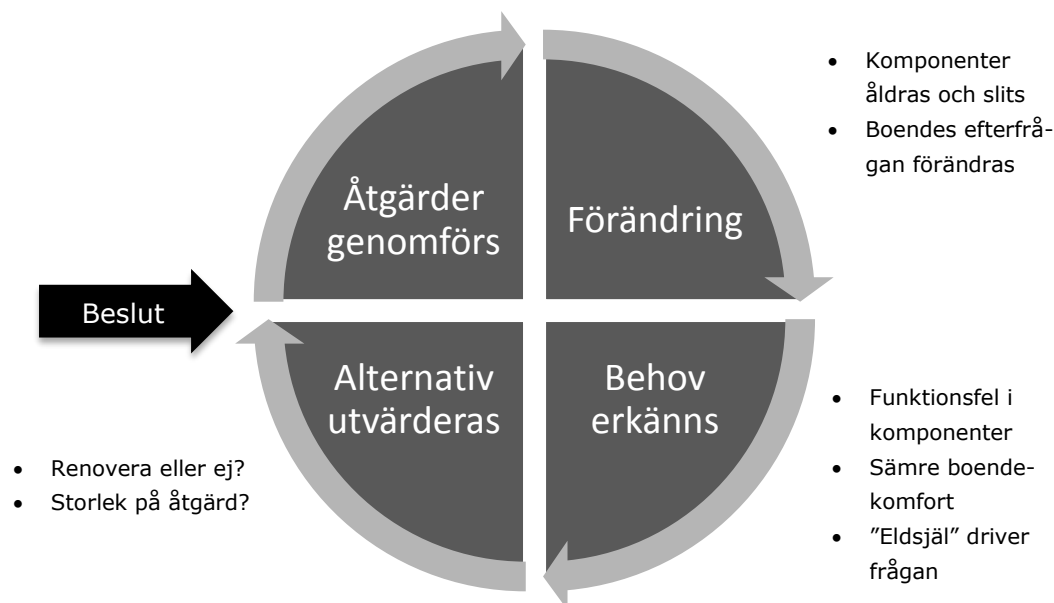 Åtgärder
genomförs
Förändring
• Komponenter
åldras och slits
• Boendes efterfrå-
gan förändras
Beslut
Alternativ
utvärderas
Behov
erkänns
• Renovera eller ej?
• Storlek på åtgärd?
• Funktionsfel i
komponenter
• Sämre boende-
komfort
• ”Eldsjäl” driver
frågan